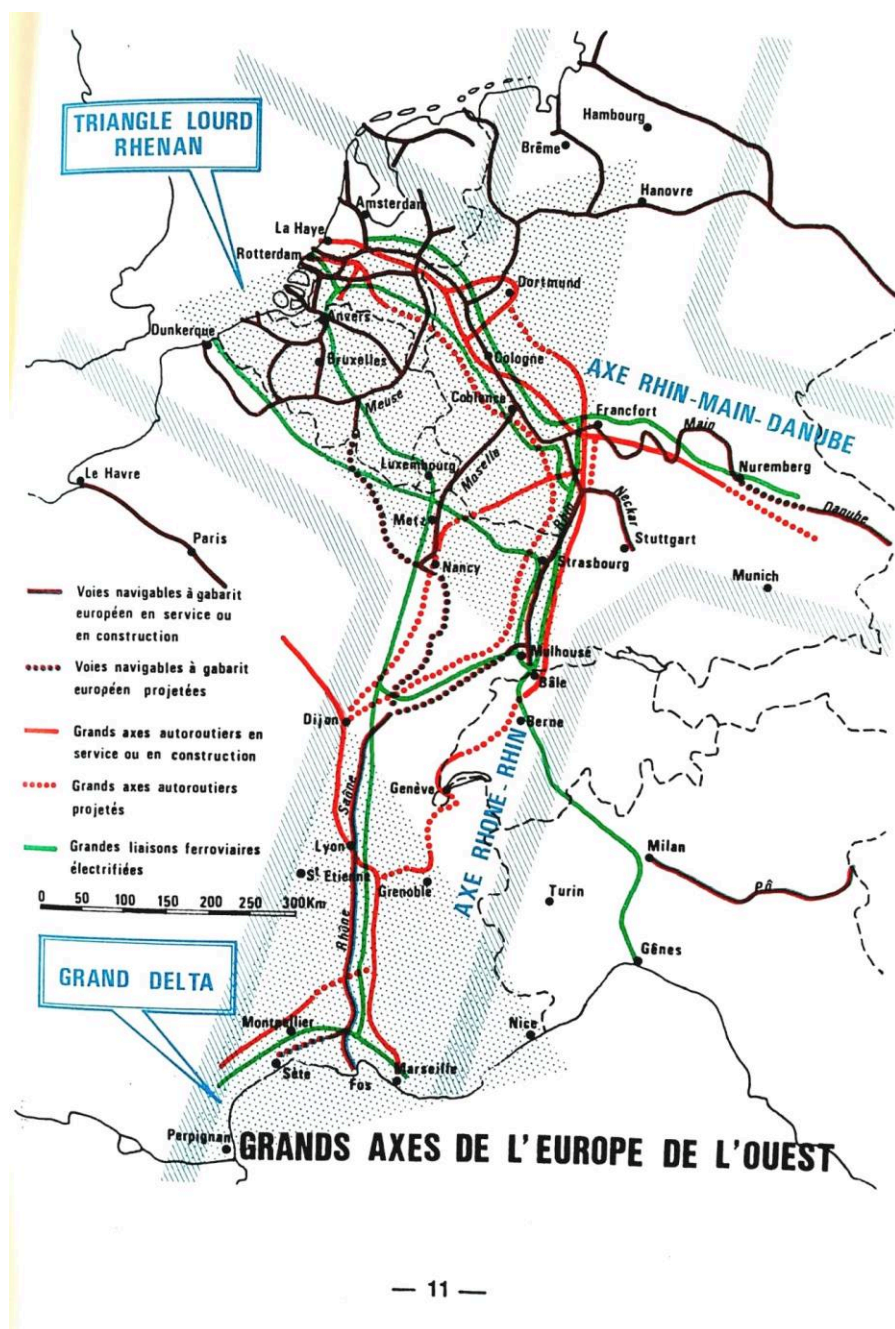 TRIANGLE LOURD
RHENAN
Hambourg
Brême
Hanovre
Amsterdam
La Haye
Rotterdam
Dortmund
Dunkerque
Anvers
Bruxelles
Cologne
AXE RHIN-MAIN-DANUBE
Meuse
Coblence
Francfort
Main
Le Havre
Luxembourg
Moselle
Nuremberg
Neckar
Danube
Metz
Rhin
Paris
Stuttgart
Nancy
Strasbourg
Munich
Voies navigables à gabarit
européen en service ou
en construction
Voies navigables à gabarit
européen projetées
Grands axes autoroutiers en
service ou en construction
Grands axes autoroutiers
projetés
Grandes liaisons ferroviaires
électrifiées
0 50 100 150 200 250 300Km
Mulhouse
Bâle
Dijon
Berne
AXE RHONE-RHIN
Saône
Genève
Lyon
Milan
St Etienne
Grenoble
Turin
Pô
Rhône
Gênes
GRAND DELTA
Montpellier
Nice
Sète
Fos
Marseille
Perpignan
GRANDS AXES DE L'EUROPE DE L'OUEST
— 11 —